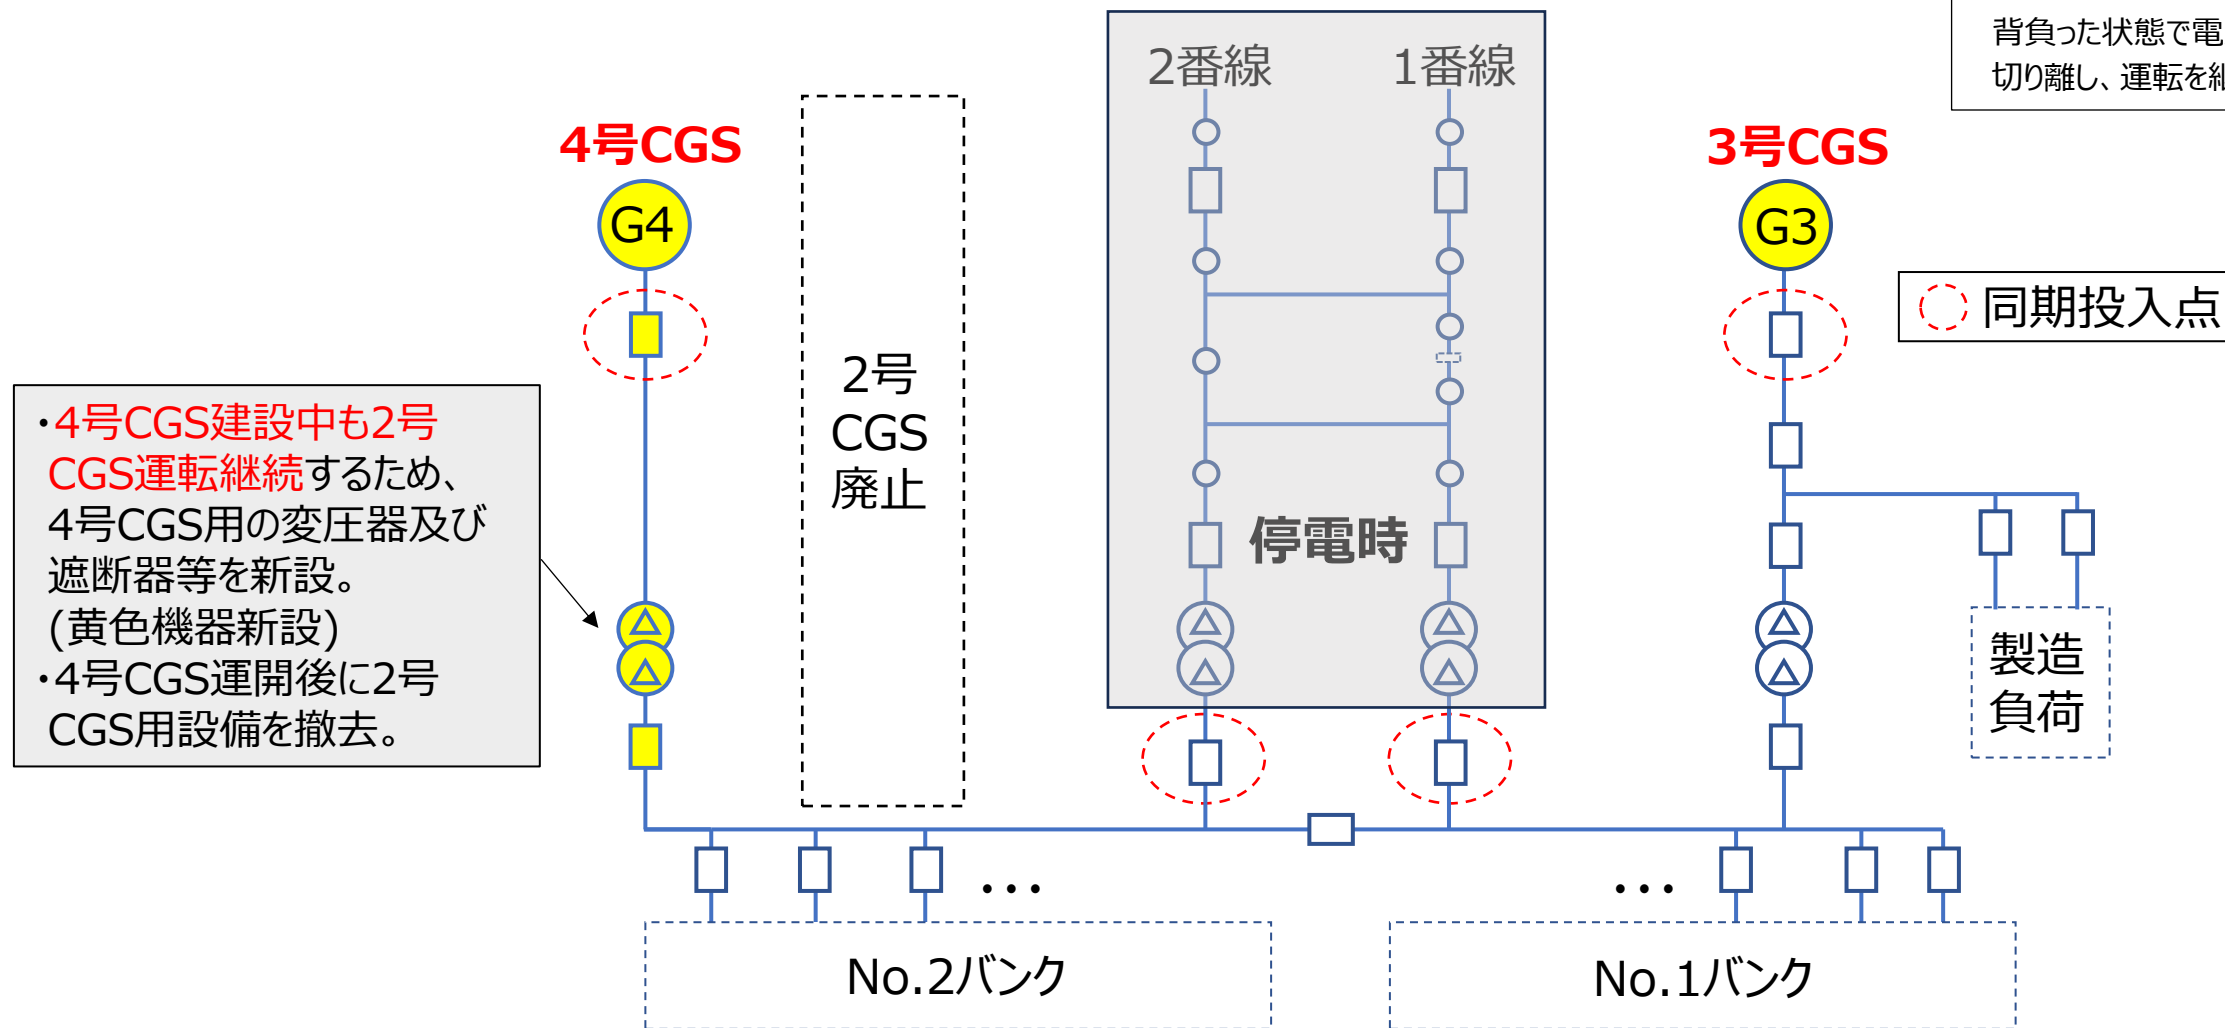 背負った状態で電
切り離し、運転を継
2番線
1番線
4号CGS
3号CGS
G4
G3
同期投入点
2号
CGS
廃止
・4号CGS建設中も2号
CGS運転継続するため、
4号CGS用の変圧器及び
遮断器等を新設。
(黄色機器新設)
・4号CGS運開後に2号
CGS用設備を撤去。
停電時
製造
負荷
…
…
No.2バンク
No.1バンク